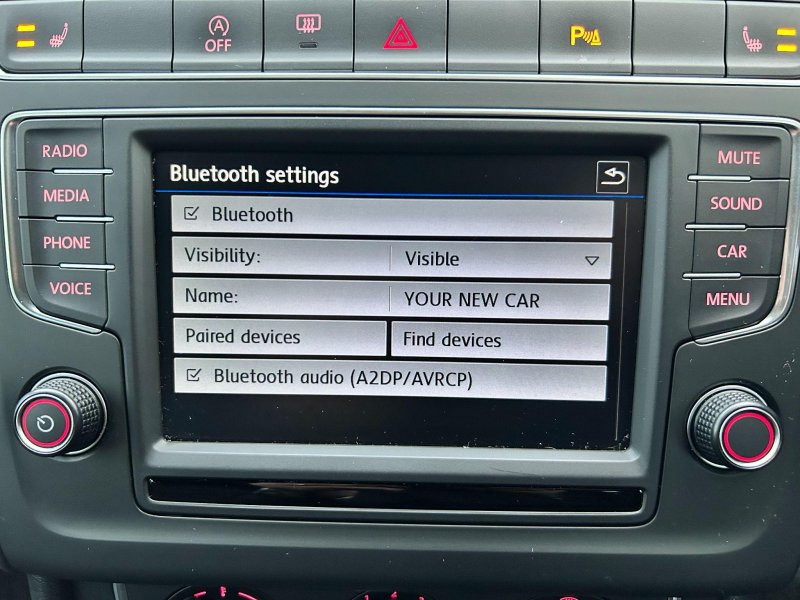 A
OFF
P
RADIO
MEDIA
PHONE
VOICE
Bluetooth settings
Bluetooth
Visibility: Visible
Name: YOUR NEW CAR
Paired devices Find devices
Bluetooth audio (A2DP/AVRCP)
MUTE
SOUND
CAR
MENU